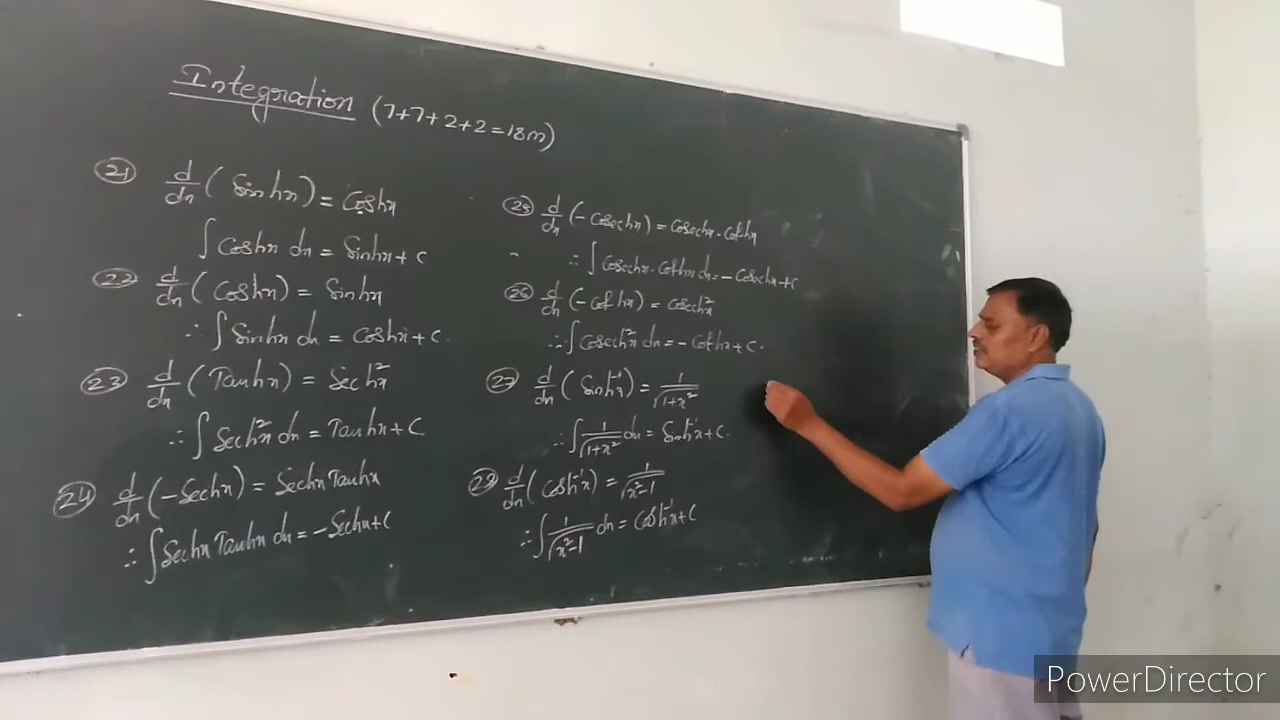 Integration (7+7+2+2=18m)
(21) d/dx (Sinhx) = Coshx
∫ Coshx dx = Sinhx + C
(22) d/dx (Coshx) = Sinhx
∴ ∫ Sinhx dx = Coshx + C.
(23) d/dx (Tanhx) = Sech²x
∴ ∫ Sech²x dx = Tanhx + C
(24) d/dx (-Sechx) = Sechx Tanhx
∴ ∫ Sechx Tanhx dx = -Sechx + C
(25) d/dx (-Cosechx) = Cosechx . Cothx
∴ ∫ Cosechx . Cothx dx = -Cosechx + C
(26) d/dx (-Cothx) = Cosech²x
∴ ∫ Cosech²x dx = -Cothx + C.
(27) d/dx (Sinh⁻¹x) = 1/√(1+x²)
∴ ∫ 1/√(1+x²) dx = Sinh⁻¹x + C.
(29) d/dx (Cosh⁻¹x) = 1/√(x²-1)
∴ ∫ 1/√(x²-1) dx = Cosh⁻¹x + C
PowerDirector